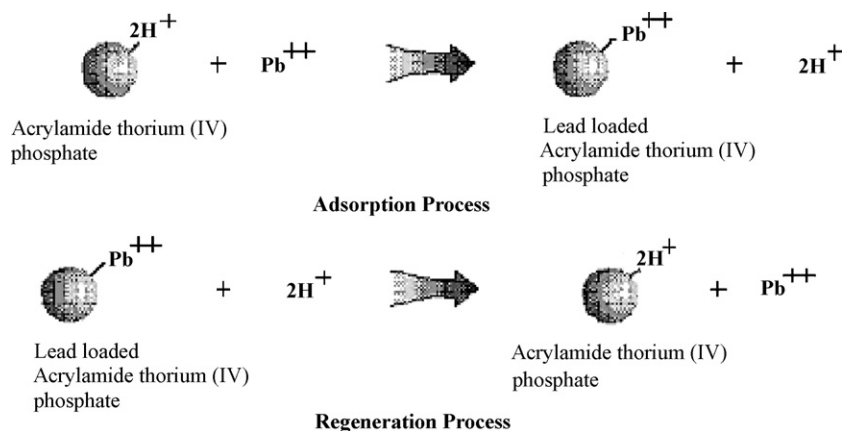 2H⁺ + Pb⁺⁺ Pb⁺⁺ + 2H⁺
Acrylamide thorium (IV)
phosphate
Lead loaded
Acrylamide thorium (IV)
phosphate
Adsorption Process
Pb⁺⁺ + 2H⁺ 2H⁺ + Pb⁺⁺
Lead loaded
Acrylamide thorium (IV)
phosphate
Acrylamide thorium (IV)
phosphate
Regeneration Process